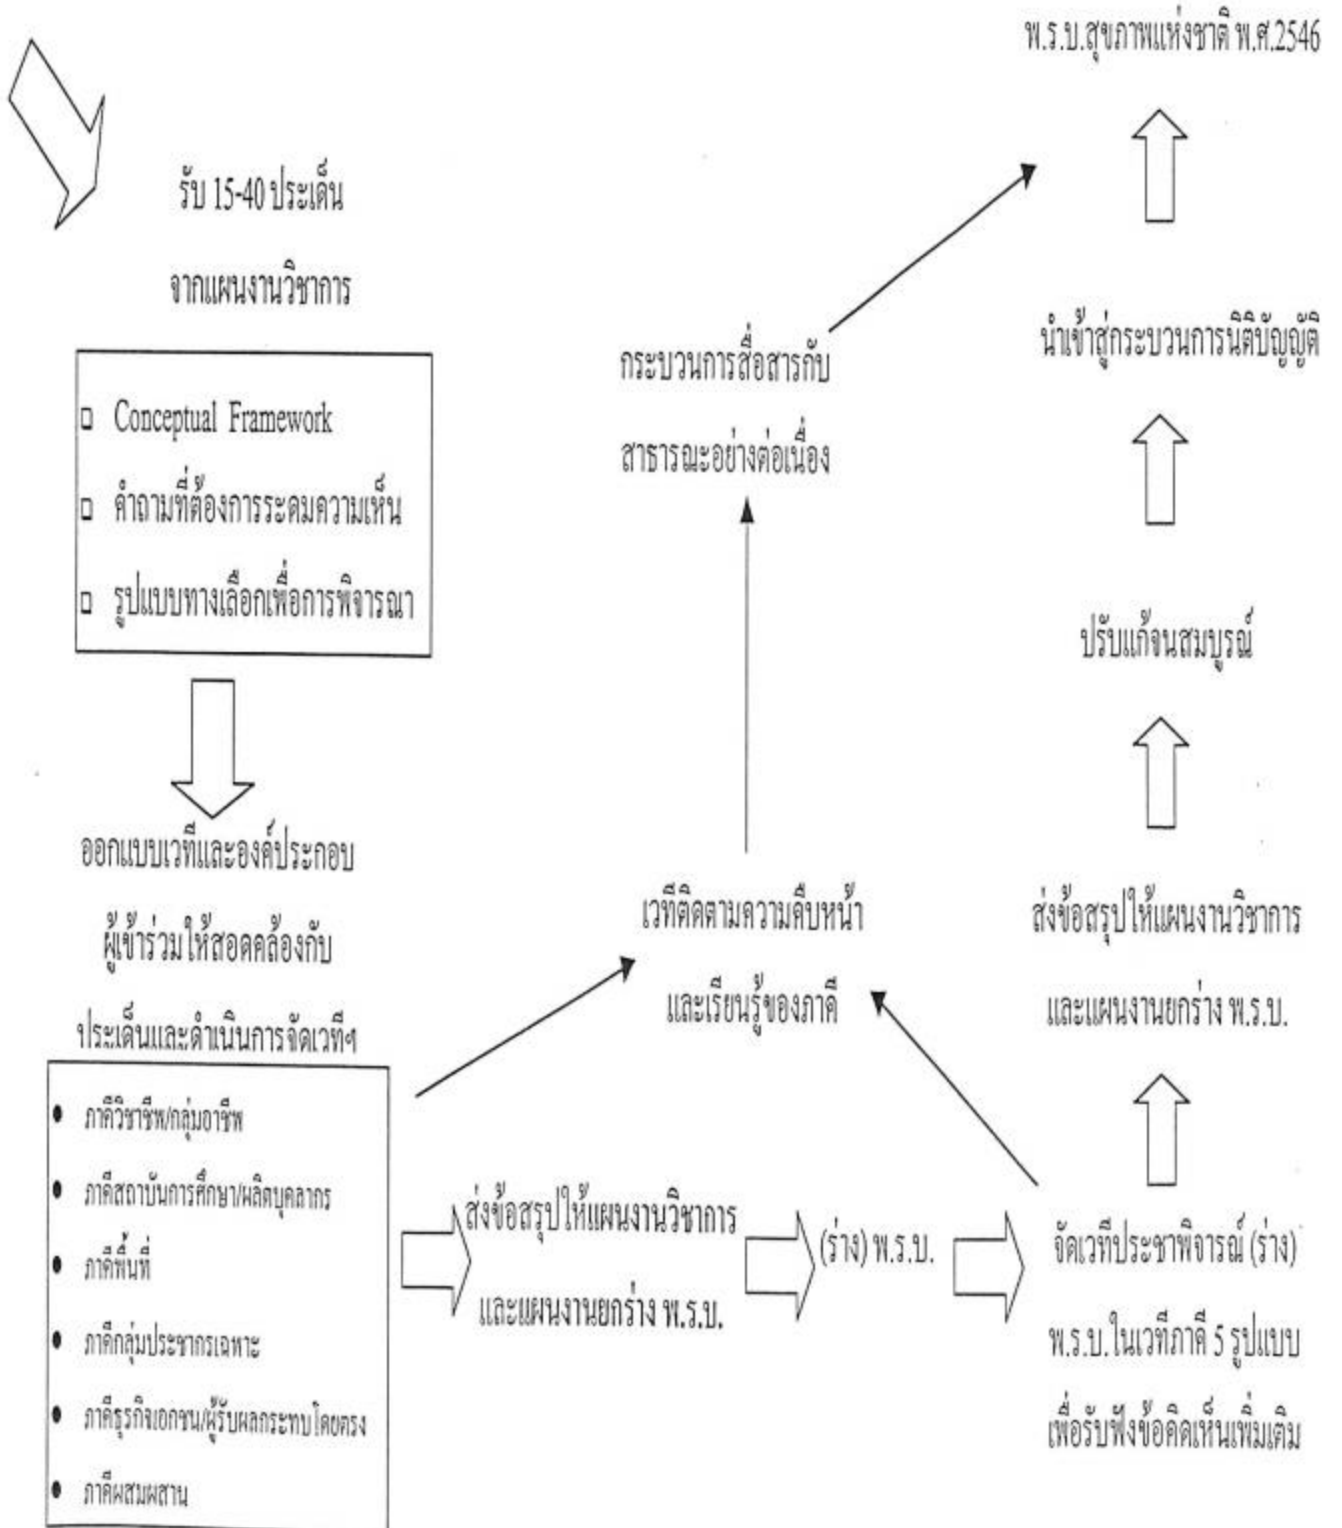 พ.ร.บ.สุขภาพแห่งชาติ พ.ศ.2546
รับ 15-40 ประเด็น
จากแผนงานวิชาการ
Conceptual Framework
คำถามที่ต้องการระดมความเห็น
รูปแบบทางเลือกเพื่อการพิจารณา
ออกแบบเวทีและองค์ประกอบ
ผู้เข้าร่วมให้สอดคล้องกับ
ประเด็นและดำเนินการจัดเวทีฯ
ภาคีวิชาชีพ/กลุ่มอาชีพ
ภาคีสถาบันการศึกษา/ผลิตบุคลากร
ภาคีพื้นที่
ภาคีกลุ่มประชากรเฉพาะ
ภาคีธุรกิจเอกชน/ผู้รับผลกระทบโดยตรง
ภาคีผสมผสาน
กระบวนการสื่อสารกับ
สาธารณะอย่างต่อเนื่อง
เวทีติดตามความคืบหน้า
และเรียนรู้ของภาคี
ส่งข้อสรุปให้แผนงานวิชาการ
และแผนงานยกร่าง พ.ร.บ.
(ร่าง) พ.ร.บ.
จัดเวทีประชาพิจารณ์ (ร่าง)
พ.ร.บ.ในเวทีภาคี 5 รูปแบบ
เพื่อรับฟังข้อคิดเห็นเพิ่มเติม
ส่งข้อสรุปให้แผนงานวิชาการ
และแผนงานยกร่าง พ.ร.บ.
ปรับแก้จนสมบูรณ์
นำเข้าสู่กระบวนการนิติบัญญัติ